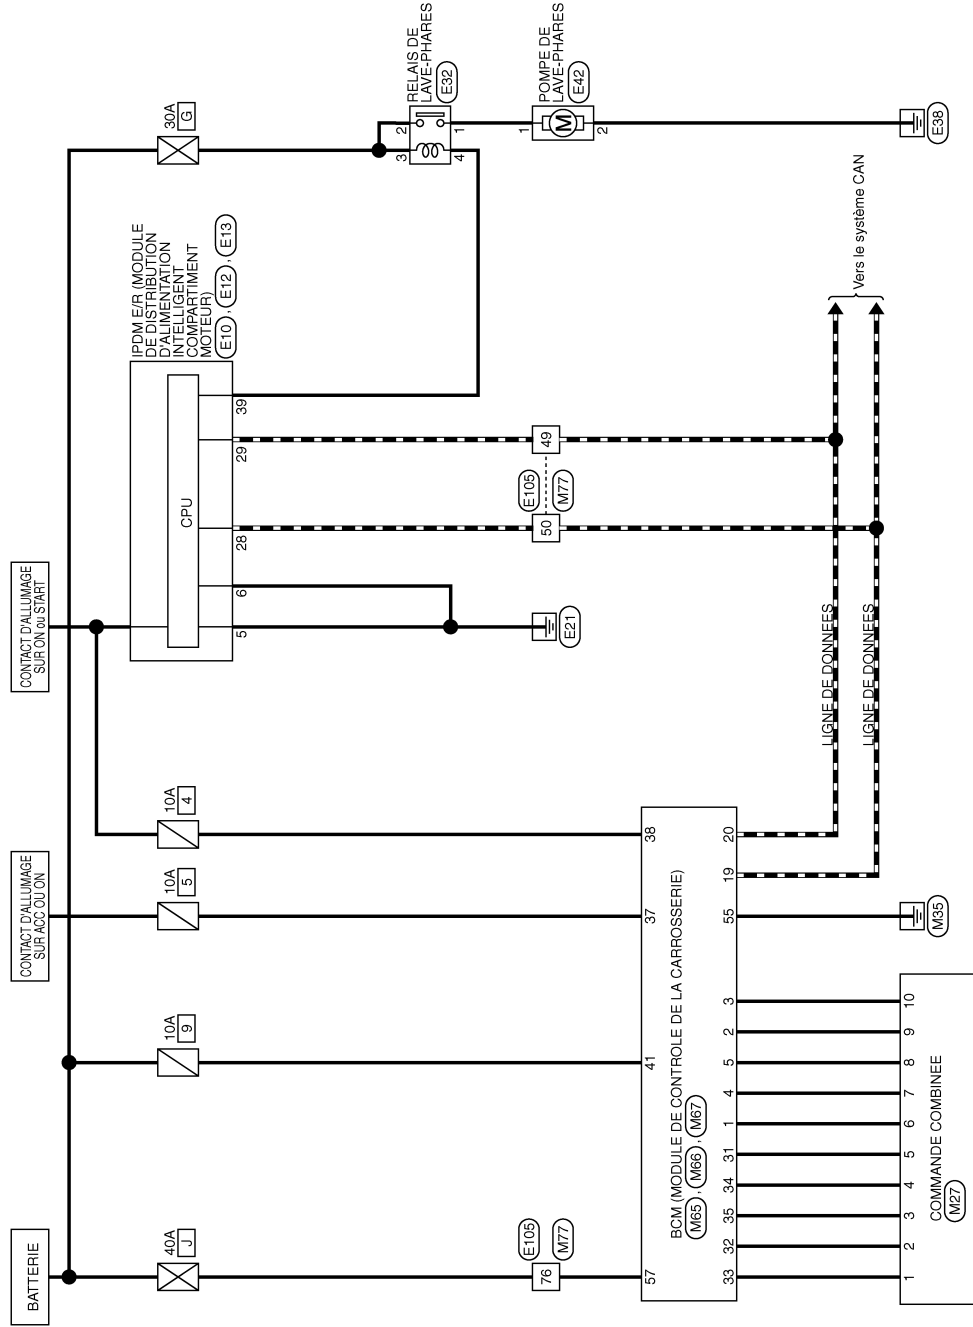 BATTERIE
CONTACT D'ALLUMAGE
SUR ACC OU ON
CONTACT D'ALLUMAGE
SUR ON ou START
40A
J
10A
9
10A
5
10A
4
30A
G
IPDM E/R (MODULE
DE DISTRIBUTION
D'ALIMENTATION
INTELLIGENT
COMPARTIMENT
MOTEUR)
E10 , E12 , E13
CPU
5
6
28
29
39
RELAIS DE
LAVE-PHARES
E32
3
2
4
1
POMPE DE
LAVE-PHARES
E42
1
M
2
E38
E21
76
E105
M77
50
49
E105
M77
57
41
37
38
BCM (MODULE DE CONTROLE DE LA CARROSSERIE)
M65 , M66 , M67
33
32
35
34
31
1
4
5
2
3
55
19
20
LIGNE DE DONNEES
LIGNE DE DONNEES
Vers le système CAN
M35
1
2
3
4
5
6
7
8
9
10
COMMANDE COMBINEE
M27